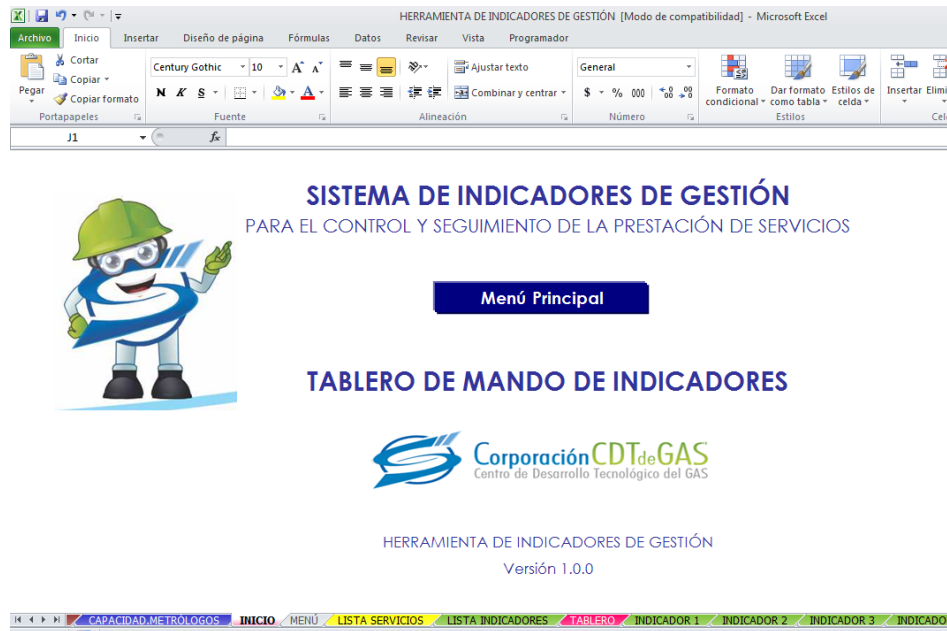 HERRAMIENTA DE INDICADORES DE GESTIÓN [Modo de compatibilidad] - Microsoft Excel
Archivo Inicio Insertar Diseño de página Fórmulas Datos Revisar Vista Programador
Pegar
Cortar
Copiar
Copiar formato
Portapapeles
Century Gothic 10
N K S
Fuente
Ajustar texto
Combinar y centrar
Alineación
General
$ % 000
Número
Formato condicional
Dar formato como tabla
Estilos de celda
Estilos
Insertar Elimi
Cel
J1 fx
SISTEMA DE INDICADORES DE GESTIÓN
PARA EL CONTROL Y SEGUIMIENTO DE LA PRESTACIÓN DE SERVICIOS
Menú Principal
TABLERO DE MANDO DE INDICADORES
Corporación CDT de GAS
Centro de Desarrollo Tecnológico del GAS
HERRAMIENTA DE INDICADORES DE GESTIÓN
Versión 1.0.0
CAPACIDAD.METRÓLOGOS INICIO MENÚ LISTA SERVICIOS LISTA INDICADORES TABLERO INDICADOR 1 INDICADOR 2 INDICADOR 3 INDICADO